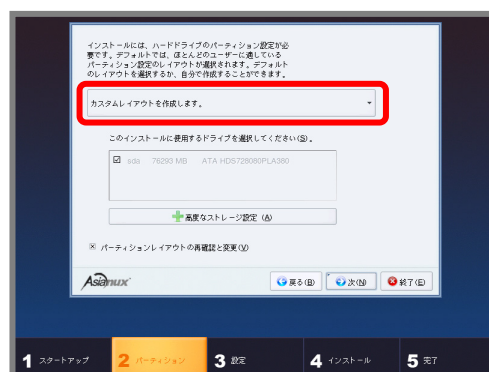 インストールには、ハードドライブのパーティション設定が必
要です。デフォルトでは、ほとんどのユーザーに適している
パーティション設定のレイアウトが選択されます。デフォルト
のレイアウトを選択するか、自分で作成することができます。
カスタムレイアウトを作成します。
このインストールに使用するドライブを選択してください(S)。
sda 76293 MB ATA HDS728080PLA380
高度なストレージ設定 (A)
パーティションレイアウトの再確認と変更(V)
Asianux
戻る(B) 次(N) 終了(E)
1 スタートアップ 2 パーティション 3 設定 4 インストール 5 完了